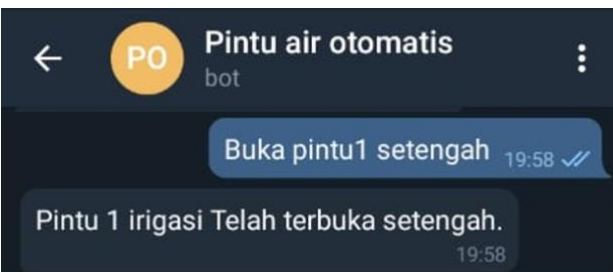 PO
Pintu air otomatis
bot
Buka pintu1 setengah 19:58
Pintu 1 irigasi Telah terbuka setengah.
19:58